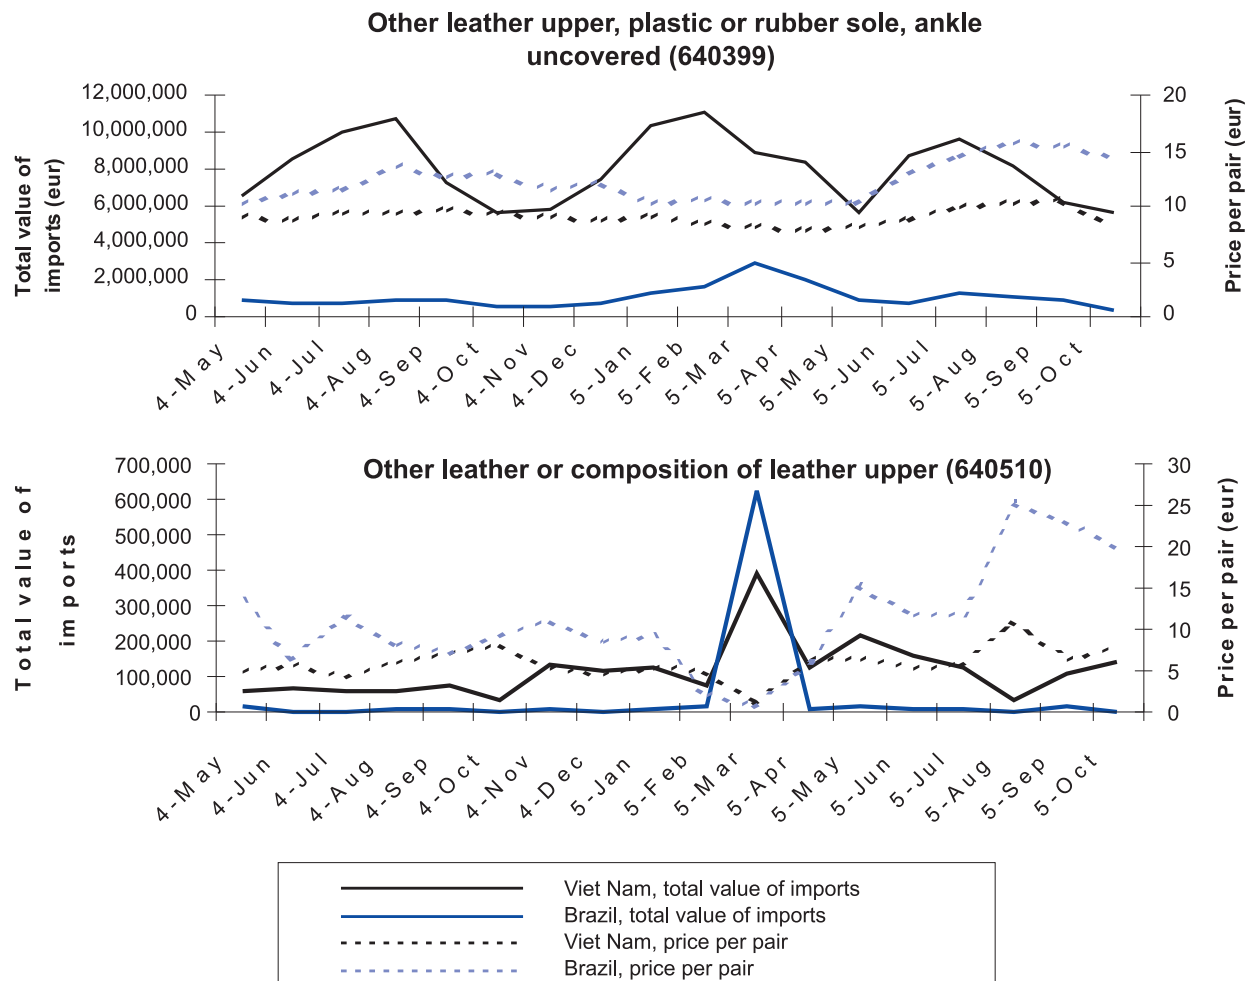 Other leather upper, plastic or rubber sole, ankle
uncovered (640399)
Total value of
imports (eur)
12,000,000
10,000,000
8,000,000
6,000,000
4,000,000
2,000,000
0
20
15
10
5
0
Price per pair (eur)
4-May
4-Jun
4-Jul
4-Aug
4-Sep
4-Oct
4-Nov
4-Dec
5-Jan
5-Feb
5-Mar
5-Apr
5-May
5-Jun
5-Jul
5-Aug
5-Sep
5-Oct
Other leather or composition of leather upper (640510)
Total value of
imports
700,000
600,000
500,000
400,000
300,000
200,000
100,000
0
30
25
20
15
10
5
0
Price per pair (eur)
4-May
4-Jun
4-Jul
4-Aug
4-Sep
4-Oct
4-Nov
4-Dec
5-Jan
5-Feb
5-Mar
5-Apr
5-May
5-Jun
5-Jul
5-Aug
5-Sep
5-Oct
Viet Nam, total value of imports
Brazil, total value of imports
Viet Nam, price per pair
Brazil, price per pair